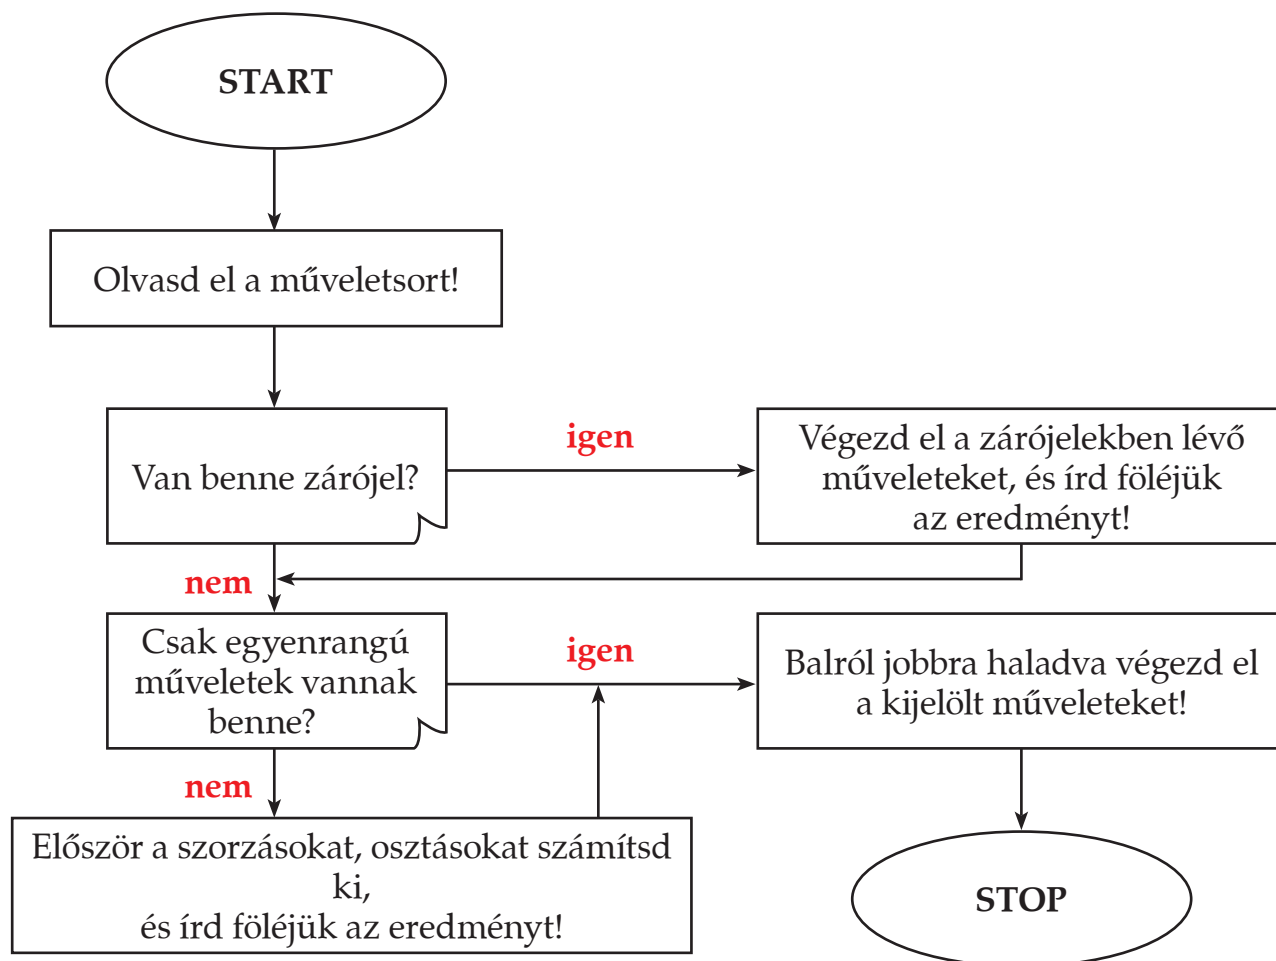 START
Olvasd el a műveletsort!
Van benne zárójel?
igen
Végezd el a zárójelekben lévő
műveleteket, és írd föléjük
az eredményt!
nem
Csak egyenrangú
műveletek vannak
benne?
igen
Balról jobbra haladva végezd el
a kijelölt műveleteket!
nem
Először a szorzásokat, osztásokat számítsd
ki,
és írd föléjük az eredményt!
STOP